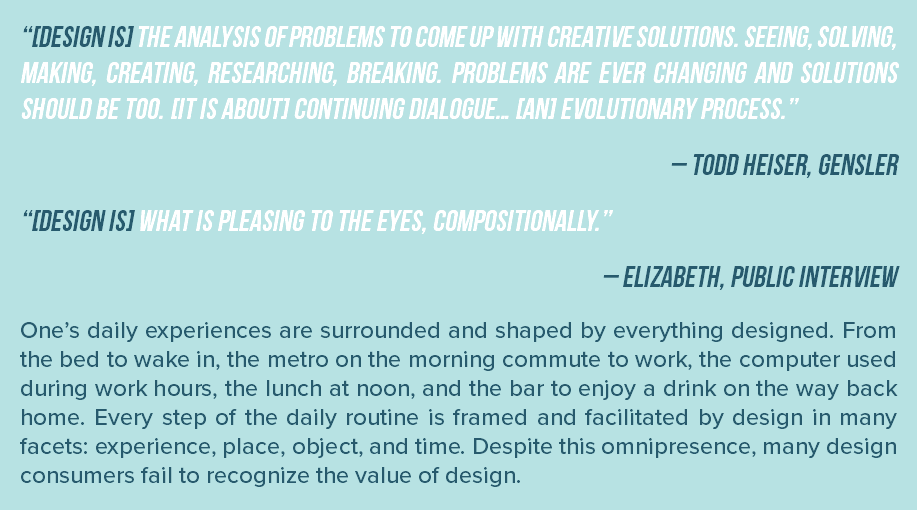 “[DESIGN IS] THE ANALYSIS OF PROBLEMS TO COME UP WITH CREATIVE SOLUTIONS. SEEING, SOLVING,
MAKING, CREATING, RESEARCHING, BREAKING. PROBLEMS ARE EVER CHANGING AND SOLUTIONS
SHOULD BE TOO. [IT IS ABOUT] CONTINUING DIALOGUE... [AN] EVOLUTIONARY PROCESS.”
– TODD HEISER, GENSLER
“[DESIGN IS] WHAT IS PLEASING TO THE EYES, COMPOSITIONALLY.”
– ELIZABETH, PUBLIC INTERVIEW
One’s daily experiences are surrounded and shaped by everything designed. From
the bed to wake in, the metro on the morning commute to work, the computer used
during work hours, the lunch at noon, and the bar to enjoy a drink on the way back
home. Every step of the daily routine is framed and facilitated by design in many
facets: experience, place, object, and time. Despite this omnipresence, many design
consumers fail to recognize the value of design.